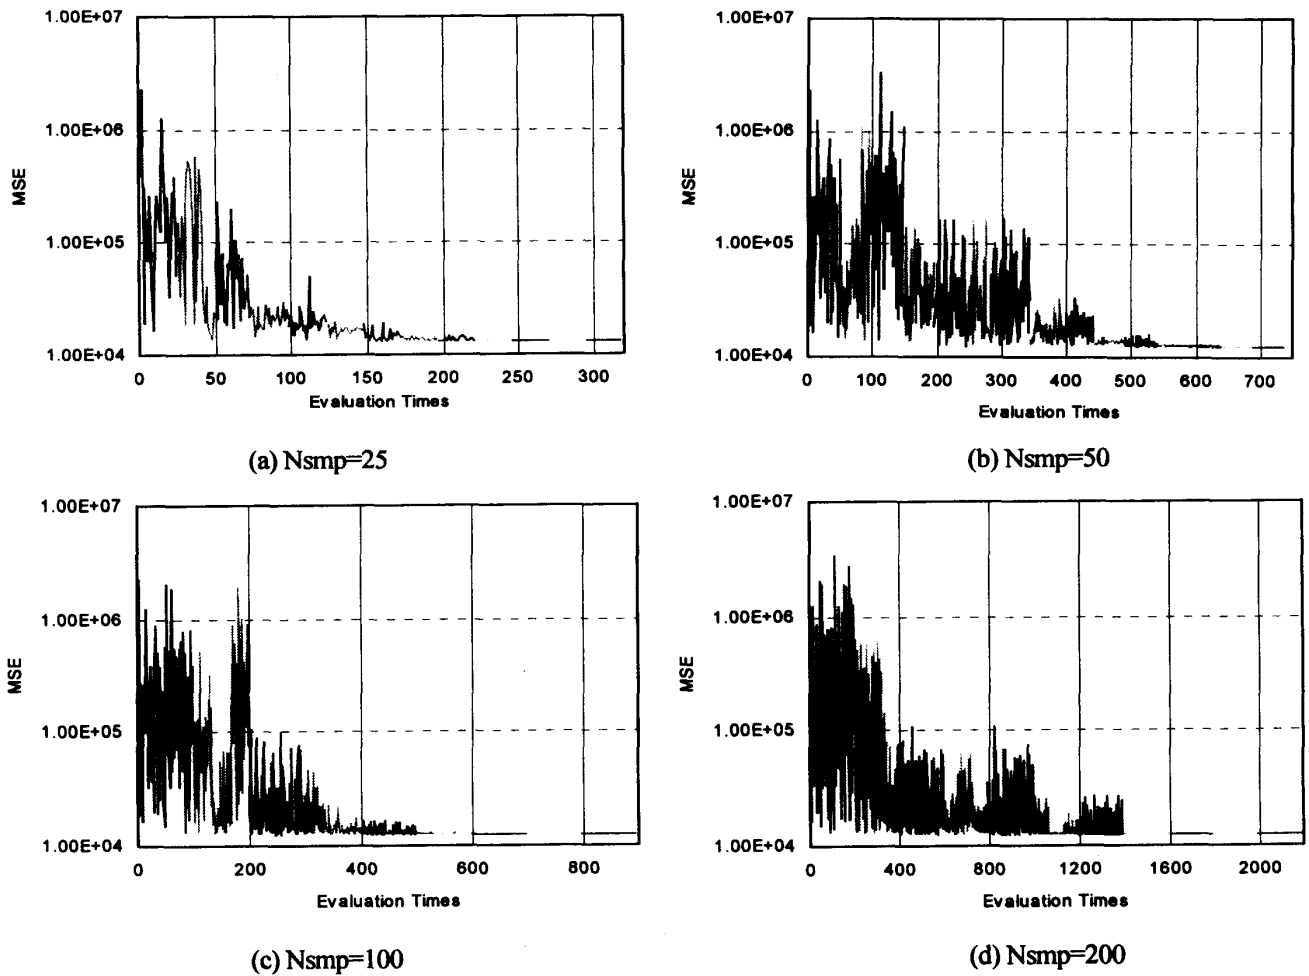 1.00E+07
1.00E+06
1.00E+05
1.00E+04
MSE
0 50 100 150 200 250 300
Evaluation Times
(a) Nsmp=25
1.00E+07
1.00E+06
1.00E+05
1.00E+04
MSE
0 100 200 300 400 500 600 700
Evaluation Times
(b) Nsmp=50
1.00E+07
1.00E+06
1.00E+05
1.00E+04
MSE
0 200 400 600 800
Evaluation Times
(c) Nsmp=100
1.00E+07
1.00E+06
1.00E+05
1.00E+04
MSE
0 400 800 1200 1600 2000
Evaluation Times
(d) Nsmp=200